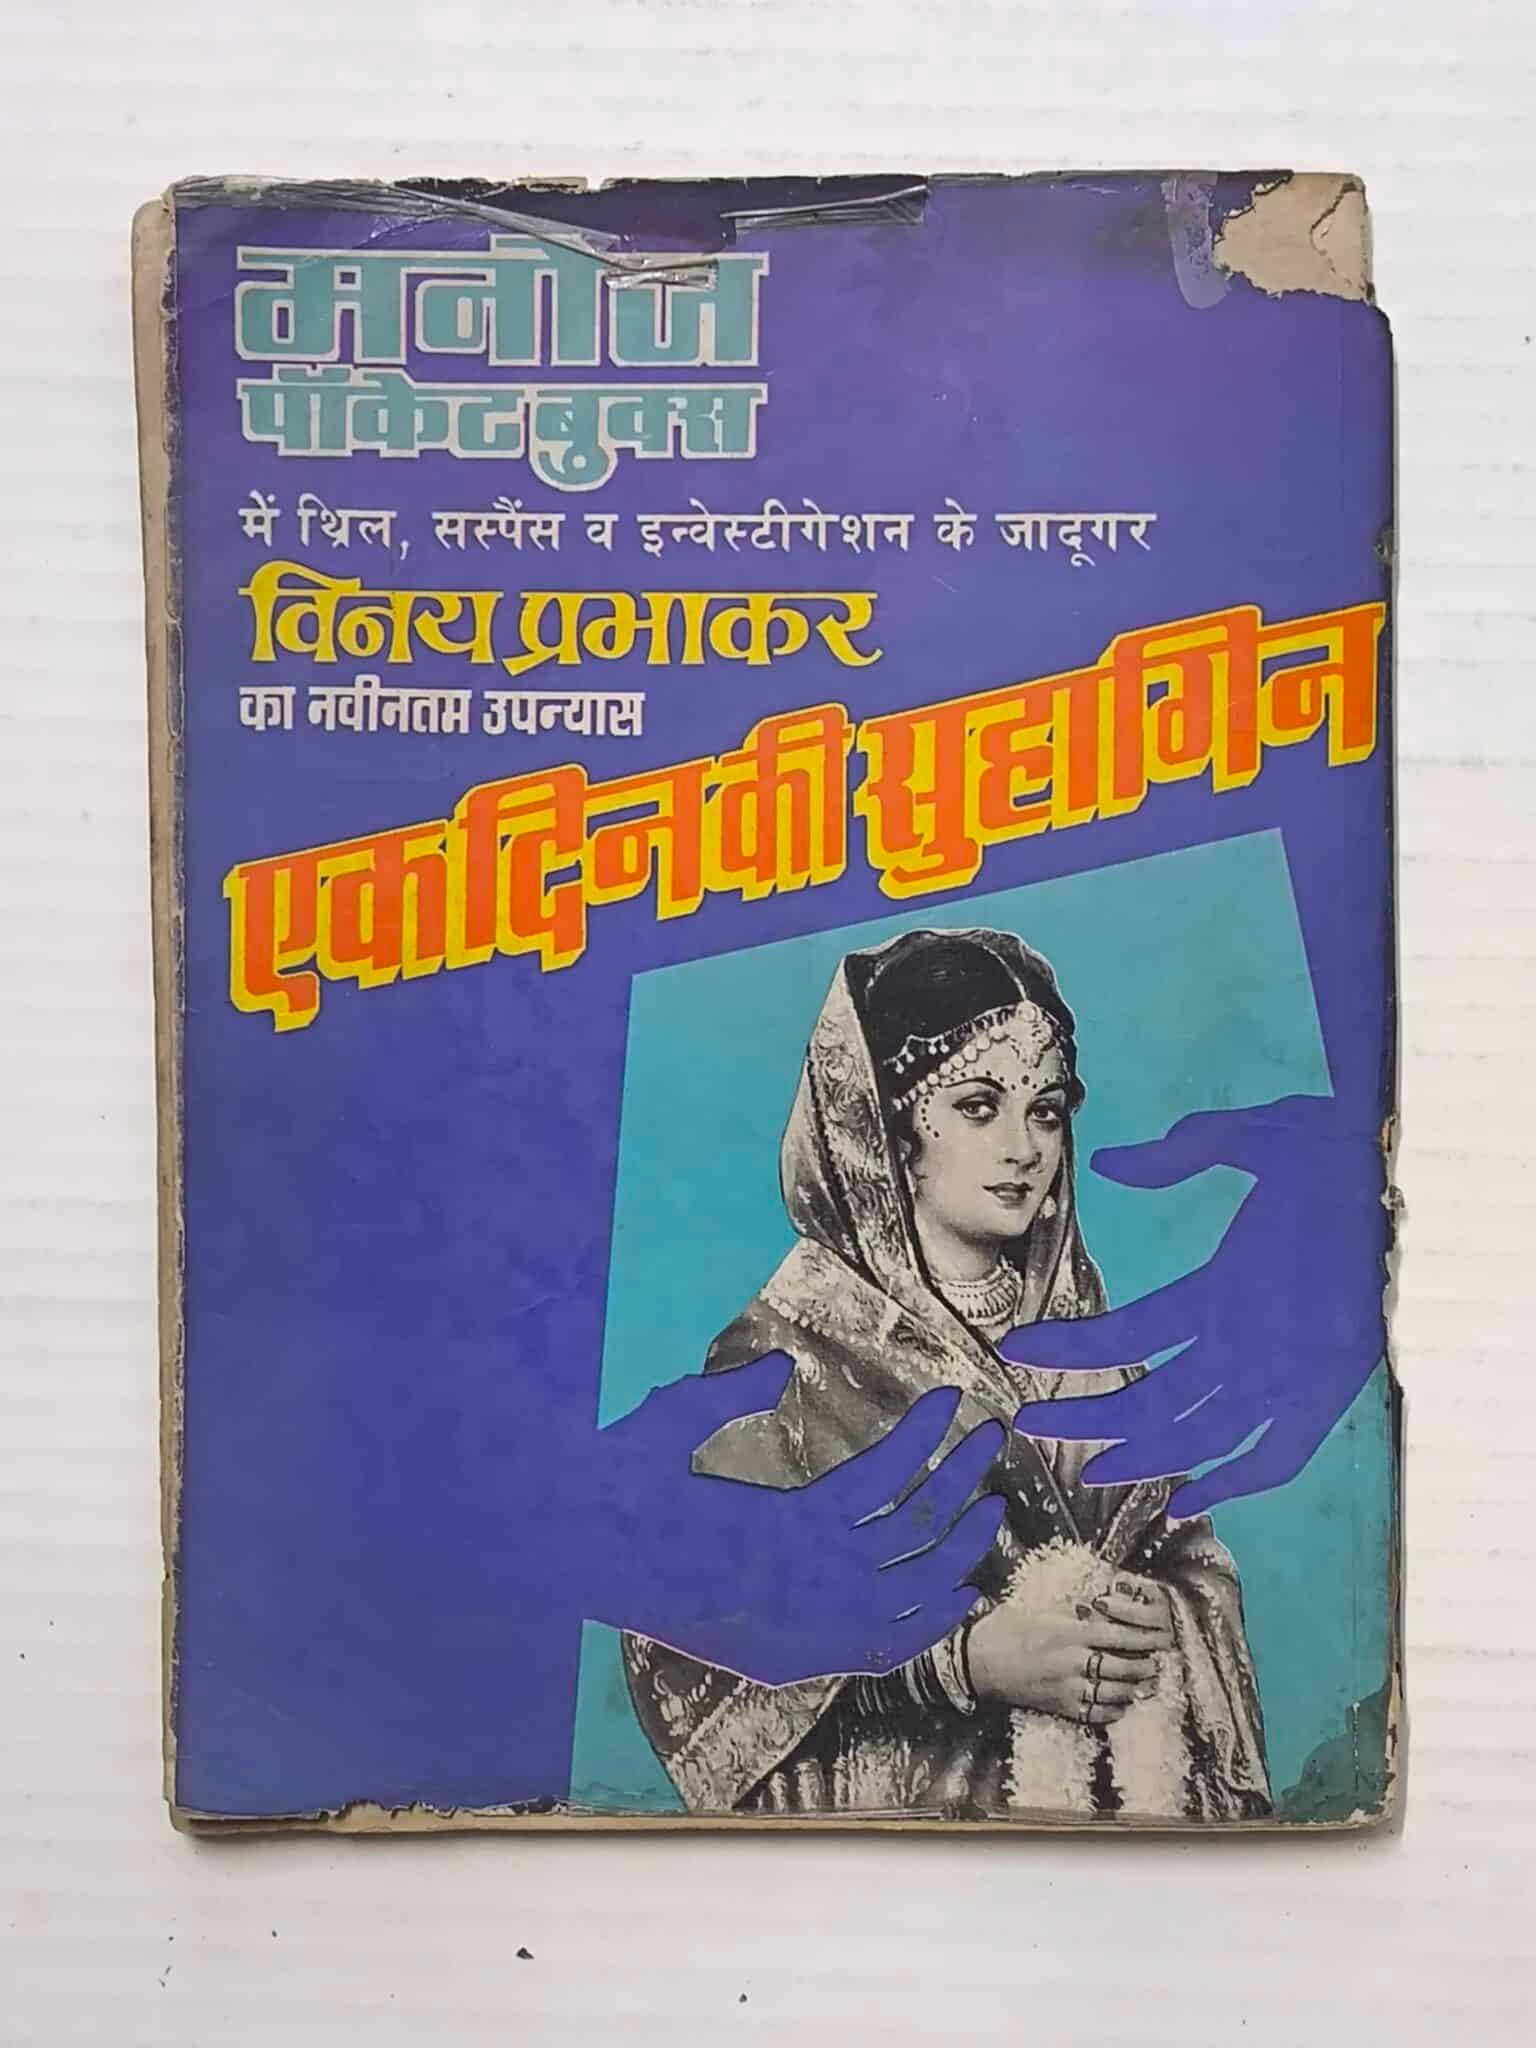 मनोज
पॉकेट बुक्स
में थ्रिल, सस्पैंस व इन्वेस्टीगेशन के जादूगर
विनय प्रभाकर
का नवीनतम उपन्यास
एक दिन की सुहागिन